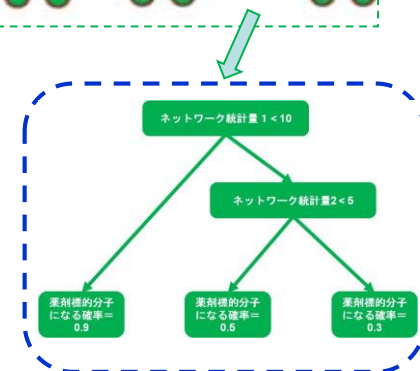 ネットワーク統計量 1 < 10
ネットワーク統計量2<5
薬剤標的分子
になる確率＝
0.9
薬剤標的分子
になる確率＝
0.5
薬剤標的分子
になる確率＝
0.3